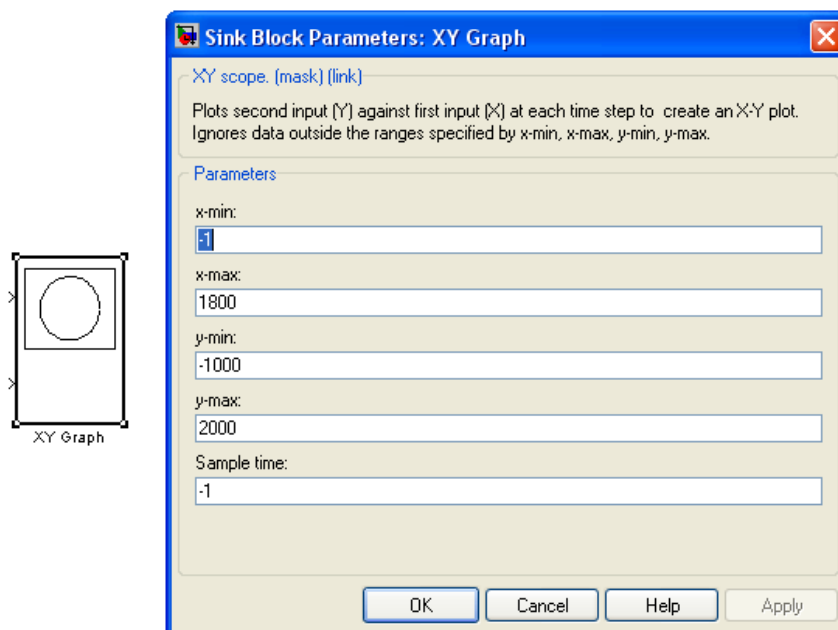 Sink Block Parameters: XY Graph
XY scope. (mask) (link)
Plots second input (Y) against first input (X) at each time step to create an X-Y plot.
Ignores data outside the ranges specified by x-min, x-max, y-min, y-max.
Parameters
x-min:
-1
x-max:
1800
y-min:
-1000
y-max:
2000
Sample time:
-1
OK Cancel Help Apply
XY Graph